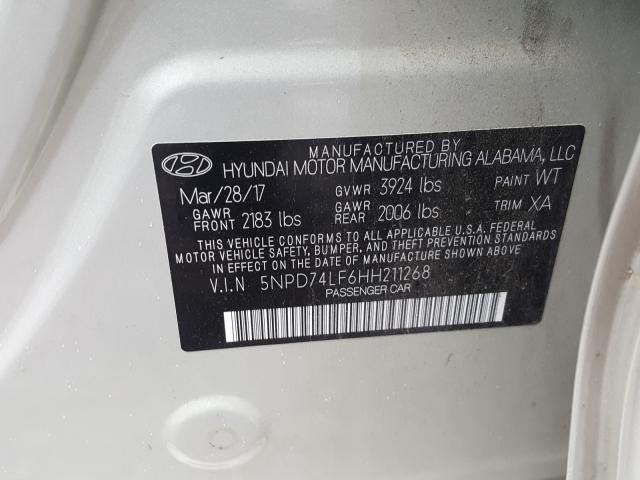 MANUFACTURED BY
HYUNDAI MOTOR MANUFACTURING ALABAMA, LLC
Mar/28/17 GVWR 3924 lbs PAINT WT
GAWR FRONT 2183 lbs GAWR REAR 2006 lbs TRIM XA
THIS VEHICLE CONFORMS TO ALL APPLICABLE U.S.A. FEDERAL
MOTOR VEHICLE SAFETY, BUMPER, AND THEFT PREVENTION STANDARDS
IN EFFECT ON THE DATE OF MANUFACTURE SHOWN ABOVE
V.I.N 5NPD74LF6HH211268
PASSENGER CAR